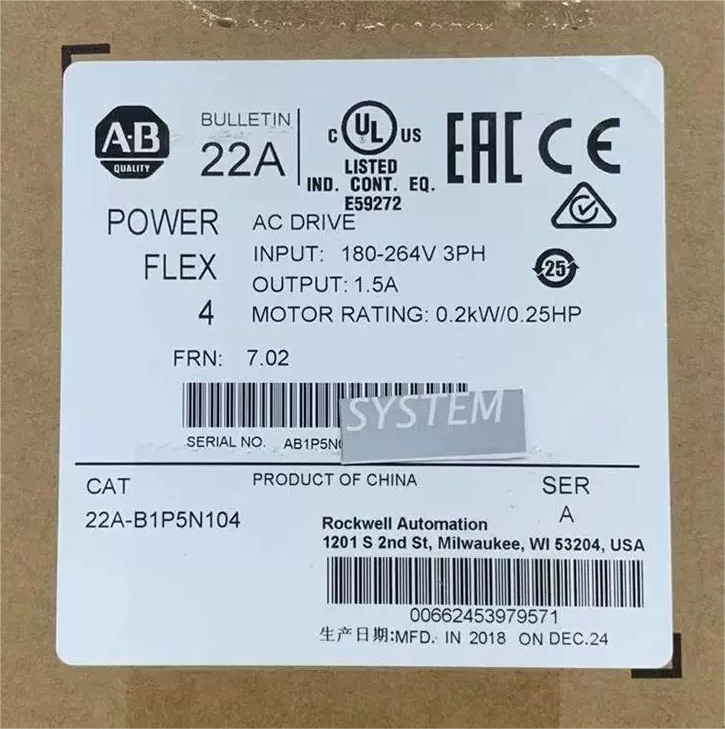 A-B
QUALITY
BULLETIN
22A
C UL US
LISTED
IND. CONT. EQ.
E59272
EAC CE
25
POWER
FLEX
4
AC DRIVE
INPUT: 180-264V 3PH
OUTPUT: 1.5A
MOTOR RATING: 0.2kW/0.25HP
FRN: 7.02
SYSTEM
SERIAL NO. AB1P5N
CAT
22A-B1P5N104
PRODUCT OF CHINA
SER
A
Rockwell Automation
1201 S 2nd St, Milwaukee, WI 53204, USA
00662453979571
生产日期:MFD. IN 2018 ON DEC.24